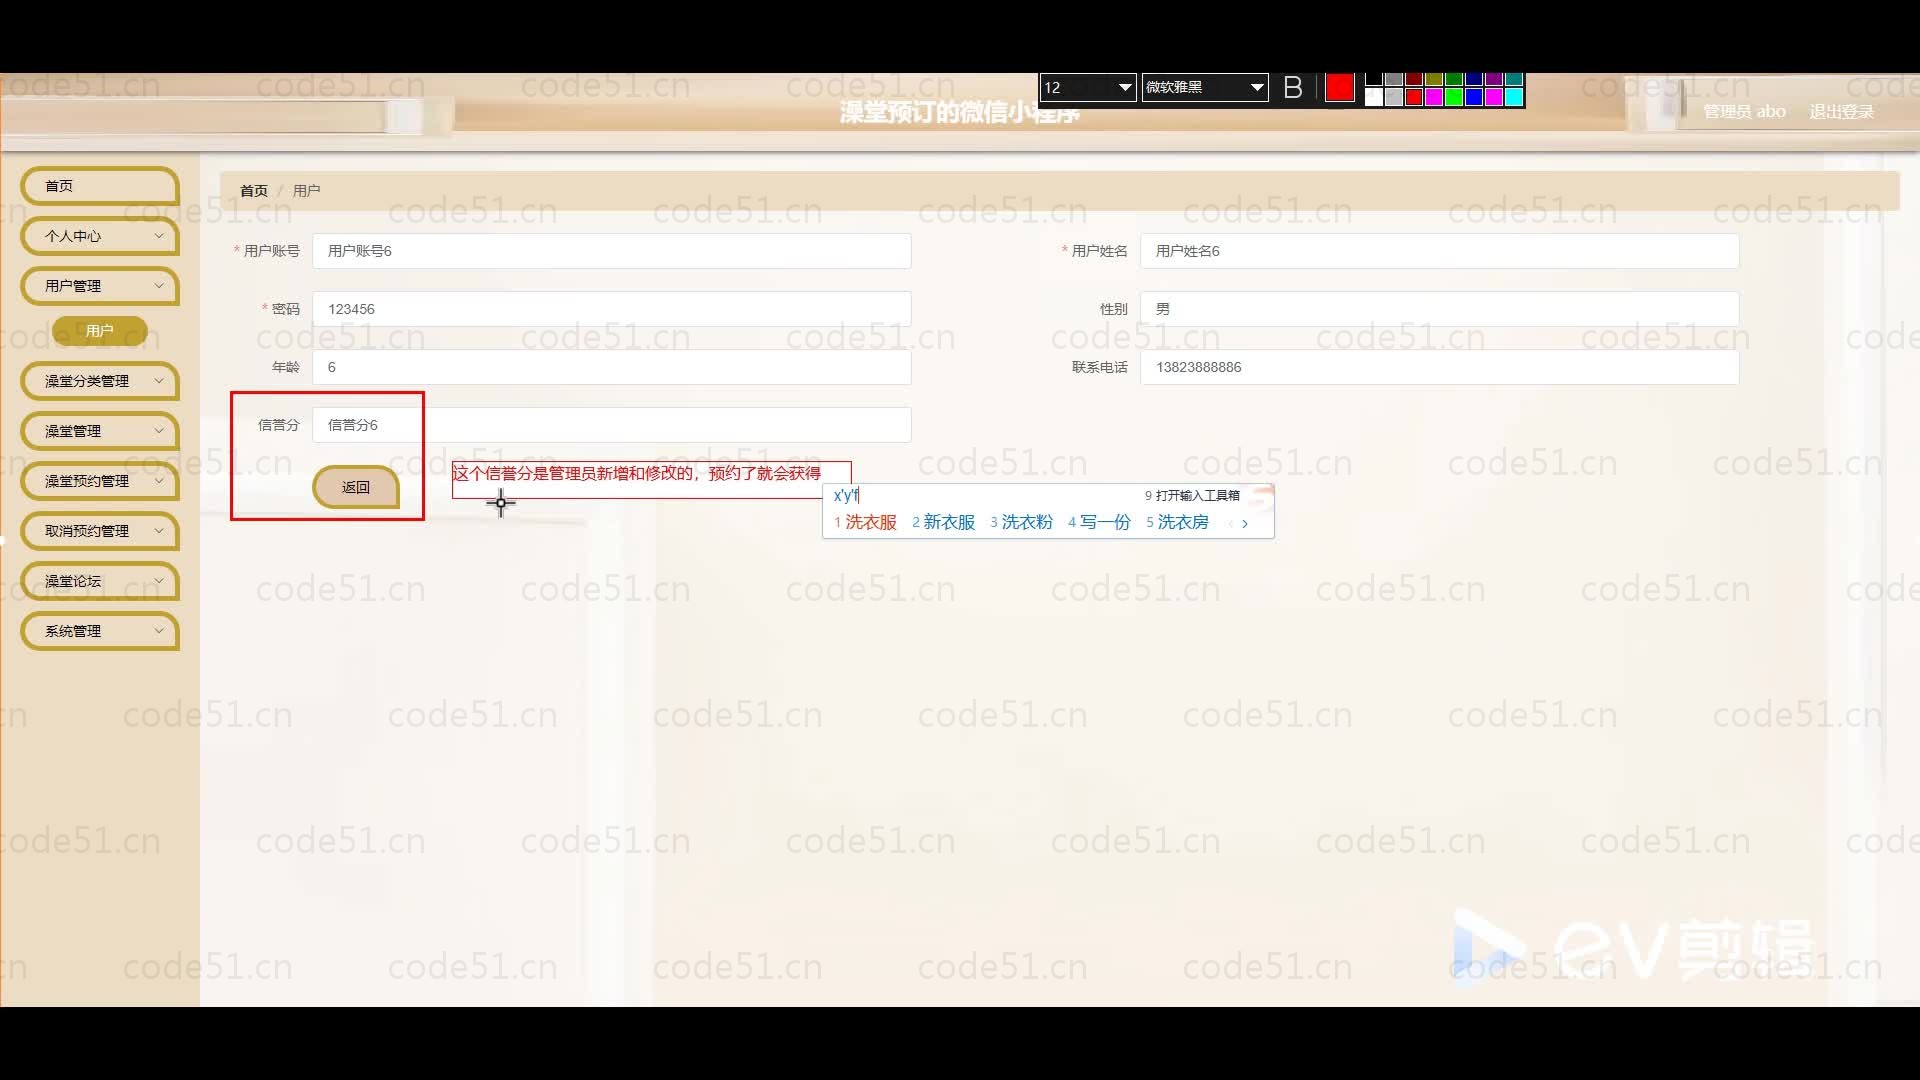 12
微软雅黑
B
澡堂预订的微信小程序
管理员 abo
退出登录
首页
个人中心
用户管理
用户
澡堂分类管理
澡堂管理
澡堂预约管理
取消预约管理
澡堂论坛
系统管理
首页 / 用户
* 用户账号 用户账号6
* 用户姓名 用户姓名6
* 密码 123456
性别 男
年龄 6
联系电话 13823888886
信誉分 信誉分6
返回
这个信誉分是管理员新增和修改的，预约了就会获得
x'y'f
9 打开输入工具箱
1 洗衣服 2 新衣服 3 洗衣粉 4 写一份 5 洗衣房
code51.cn
ev剪辑